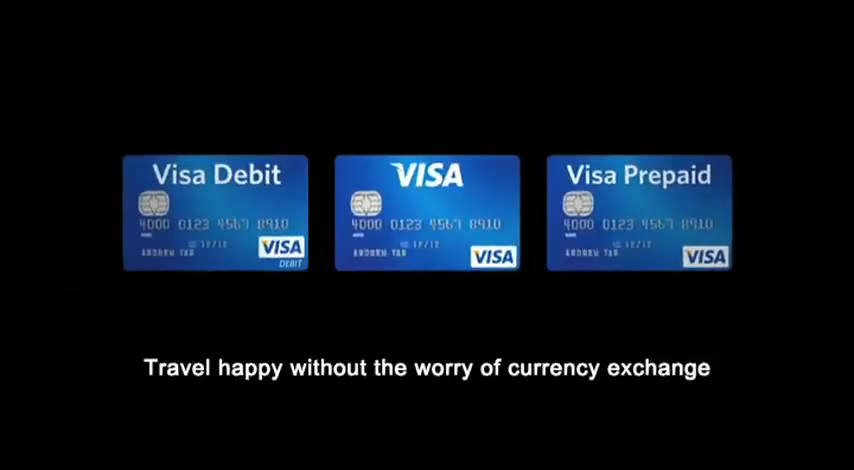 Visa Debit
4000 0123 4567 8910
12/12
ANDREW TAN
VISA
DEBIT
VISA
4000 0123 4567 8910
12/12
ANDREW TAN
VISA
Visa Prepaid
4000 0123 4567 8910
12/12
ANDREW TAN
VISA
Travel happy without the worry of currency exchange